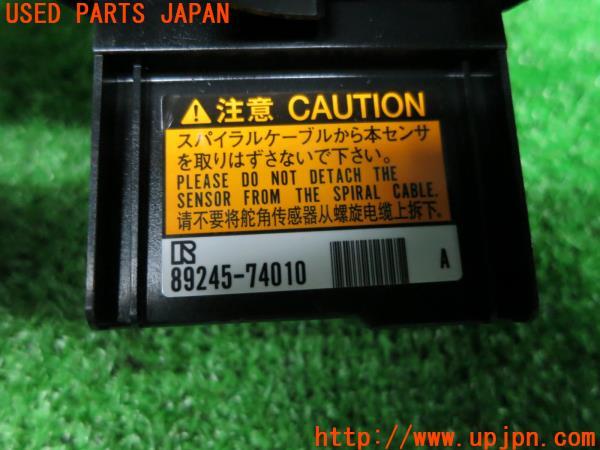 USED PARTS JAPAN
注意 CAUTION
スパイラルケーブルから本センサ
を取りはずさないで下さい。
PLEASE DO NOT DETACH THE
SENSOR FROM THE SPIRAL CABLE.
请不要将舵角传感器从螺旋电缆上拆下。
89245-74010
A
http://www.upjpn.com